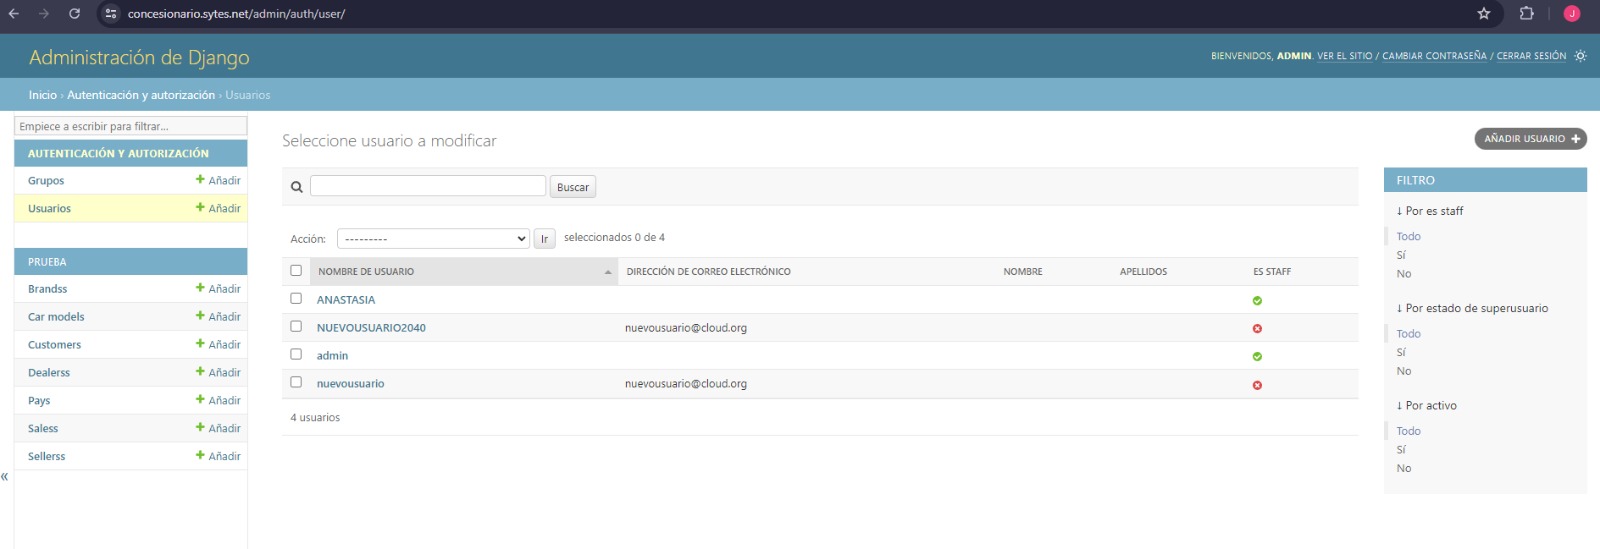 concesionario.sytes.net/admin/auth/user/
J
Administración de Django
BIENVENIDOS, ADMIN. VER EL SITIO / CAMBIAR CONTRASEÑA / CERRAR SESIÓN
Inicio › Autenticación y autorización › Usuarios
Empiece a escribir para filtrar...
AUTENTICACIÓN Y AUTORIZACIÓN
Grupos + Añadir
Usuarios + Añadir
PRUEBA
Brandss + Añadir
Car models + Añadir
Customers + Añadir
Dealerss + Añadir
Pays + Añadir
Saless + Añadir
Sellerss + Añadir
«
Seleccione usuario a modificar
AÑADIR USUARIO +
Buscar
Acción: --------- Ir seleccionados 0 de 4
NOMBRE DE USUARIO DIRECCIÓN DE CORREO ELECTRÓNICO NOMBRE APELLIDOS ES STAFF
ANASTASIA
NUEVOUSUARIO2040 nuevousuario@cloud.org
admin
nuevousuario nuevousuario@cloud.org
4 usuarios
FILTRO
↓ Por es staff
Todo
Sí
No
↓ Por estado de superusuario
Todo
Sí
No
↓ Por activo
Todo
Sí
No